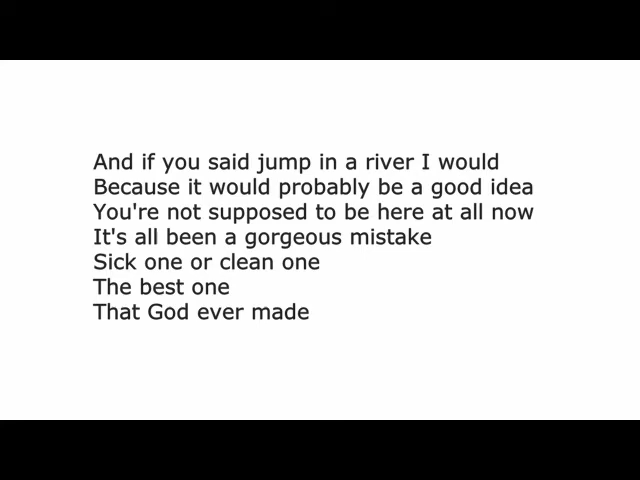 And if you said jump in a river I would
Because it would probably be a good idea
You're not supposed to be here at all now
It's all been a gorgeous mistake
Sick one or clean one
The best one
That God ever made